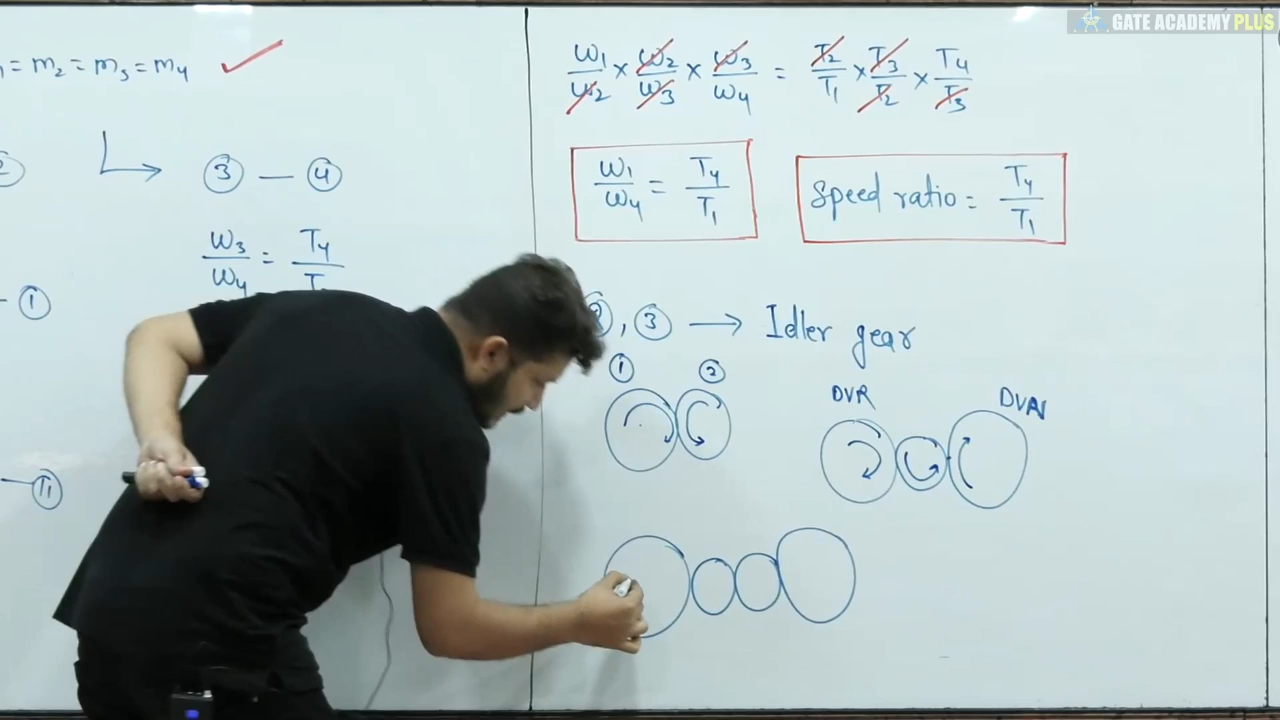 GATE ACADEMY PLUS
= m2 = m3 = m4 ✓
2
3 — 4
ω3/ω4 = T4/T
- 1
T1
ω1/ω2 × ω2/ω3 × ω3/ω4 = T2/T1 × T3/T2 × T4/T3
ω1/ω4 = T4/T1
Speed ratio = T4/T1
2, 3 → Idler gear
1 2
DVR DVN